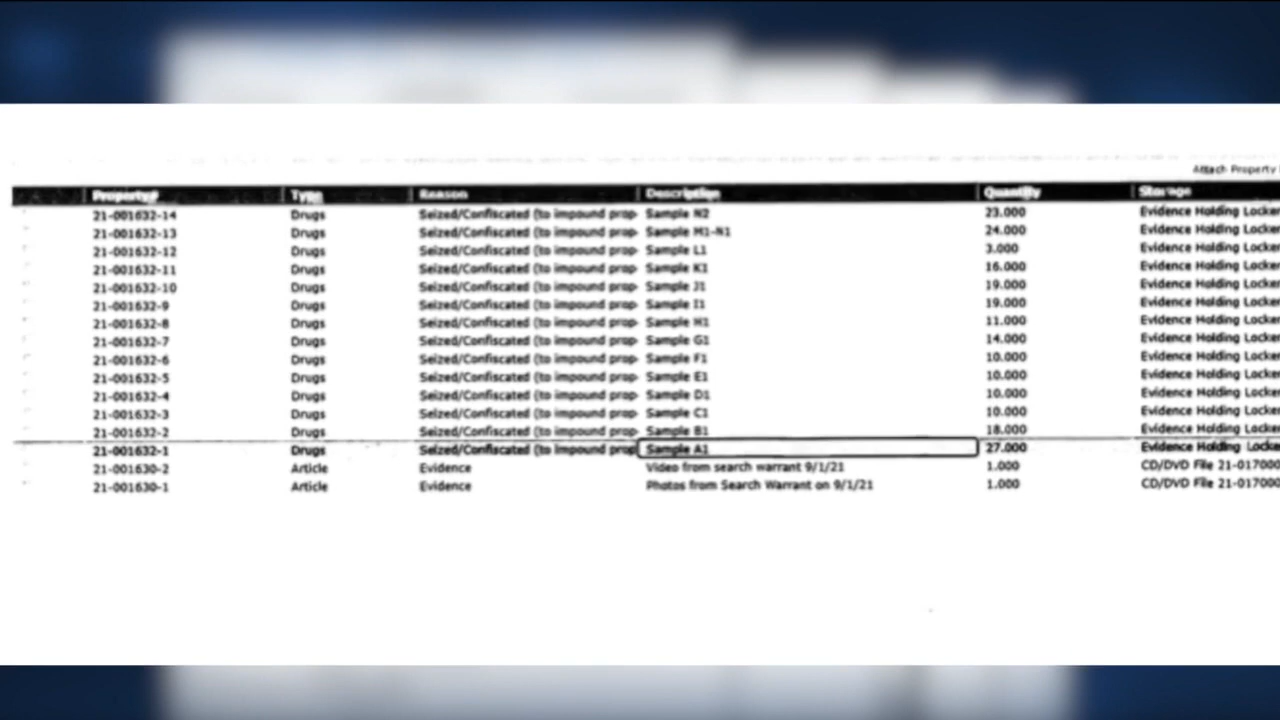 Attach Property
Property# Type Reason Description Quantity Storage
21-001632-14 Drugs Seized/Confiscated (to impound prop- Sample N2 23.000 Evidence Holding Locker
21-001632-13 Drugs Seized/Confiscated (to impound prop- Sample M1-N1 24.000 Evidence Holding Locker
21-001632-12 Drugs Seized/Confiscated (to impound prop- Sample L1 3.000 Evidence Holding Locker
21-001632-11 Drugs Seized/Confiscated (to impound prop- Sample K1 16.000 Evidence Holding Locker
21-001632-10 Drugs Seized/Confiscated (to impound prop- Sample J1 19.000 Evidence Holding Locker
21-001632-9 Drugs Seized/Confiscated (to impound prop- Sample I1 19.000 Evidence Holding Locker
21-001632-8 Drugs Seized/Confiscated (to impound prop- Sample H1 11.000 Evidence Holding Locker
21-001632-7 Drugs Seized/Confiscated (to impound prop- Sample G1 14.000 Evidence Holding Locker
21-001632-6 Drugs Seized/Confiscated (to impound prop- Sample F1 10.000 Evidence Holding Locker
21-001632-5 Drugs Seized/Confiscated (to impound prop- Sample E1 10.000 Evidence Holding Locker
21-001632-4 Drugs Seized/Confiscated (to impound prop- Sample D1 10.000 Evidence Holding Locker
21-001632-3 Drugs Seized/Confiscated (to impound prop- Sample C1 10.000 Evidence Holding Locker
21-001632-2 Drugs Seized/Confiscated (to impound prop- Sample B1 18.000 Evidence Holding Locker
21-001632-1 Drugs Seized/Confiscated (to impound prop Sample A1 27.000 Evidence Holding Locke
21-001630-2 Article Evidence Video from search warrant 9/1/21 1.000 CD/DVD File 21-017000
21-001630-1 Article Evidence Photos from Search Warrant on 9/1/21 1.000 CD/DVD File 21-017000